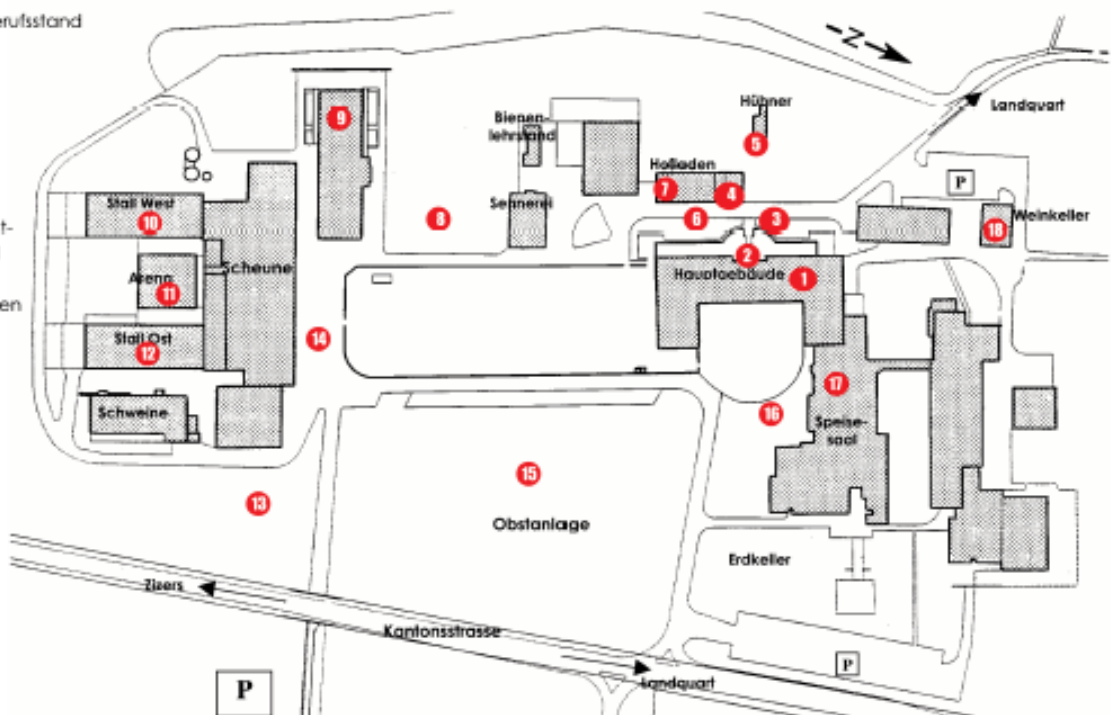 erufsstand
N
Landquart
Hühner
5
Bienen-
lehrstand
9
Hofladen
7
4
P
Stall West
10
8
Sennerei
6
3
Weinkeller
18
t-
Scheune
2
Hauptgebäude
1
Arena
11
en
Stall Ost
12
14
17
Schweine
16
Speise-
saal
15
13
Obstanlage
Erdkeller
Zizers
Kantonsstrasse
P
Landquart
P